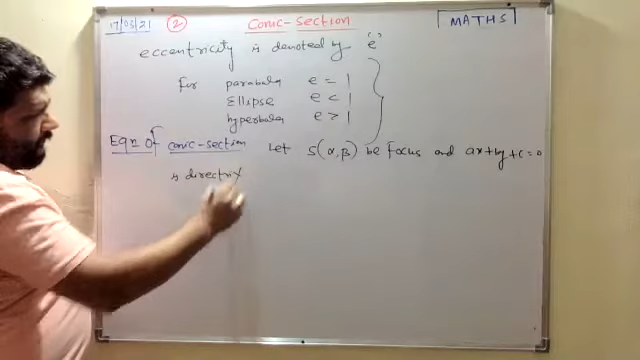 17/05/21 2 Conic-Section MATHS
eccentricity is denoted by 'e'
For parabola e = 1
Ellipse e < 1
hyperbola e > 1
Eqn of conic-section Let S(α, β) be Focus and ax+by+c=0
is directrix